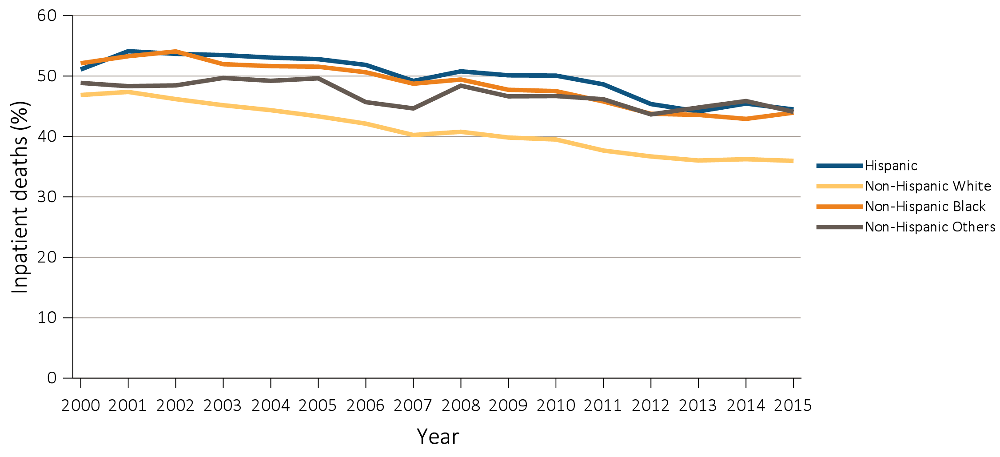 Inpatient deaths (%)
60
50
40
30
20
10
0
2000 2001 2002 2003 2004 2005 2006 2007 2008 2009 2010 2011 2012 2013 2014 2015
Year
Hispanic
Non-Hispanic White
Non-Hispanic Black
Non-Hispanic Others